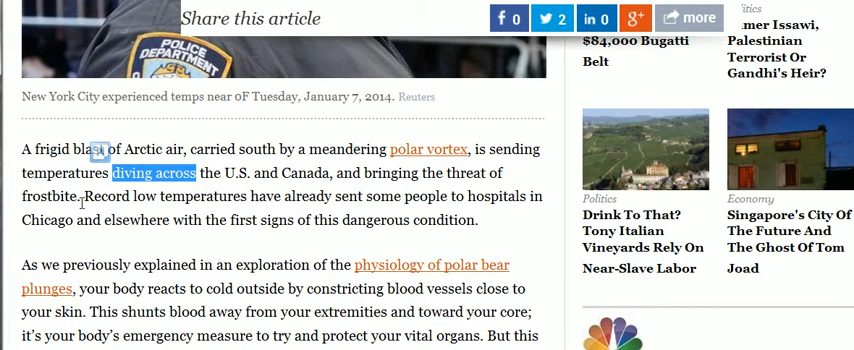 Share this article
f 0
2
in 0
g+
more
POLICE
DEPARTMENT
New York City experienced temps near 0F Tuesday, January 7, 2014. Reuters
A frigid blast of Arctic air, carried south by a meandering polar vortex, is sending
temperatures diving across the U.S. and Canada, and bringing the threat of
frostbite. Record low temperatures have already sent some people to hospitals in
Chicago and elsewhere with the first signs of this dangerous condition.
As we previously explained in an exploration of the physiology of polar bear
plunges, your body reacts to cold outside by constricting blood vessels close to
your skin. This shunts blood away from your extremities and toward your core;
it's your body's emergency measure to try and protect your vital organs. But this
$84,000 Bugatti
Belt
Issawi,
Palestinian
Terrorist Or
Gandhi's Heir?
Politics
Drink To That?
Tony Italian
Vineyards Rely On
Near-Slave Labor
Economy
Singapore's City Of
The Future And
The Ghost Of Tom
Joad